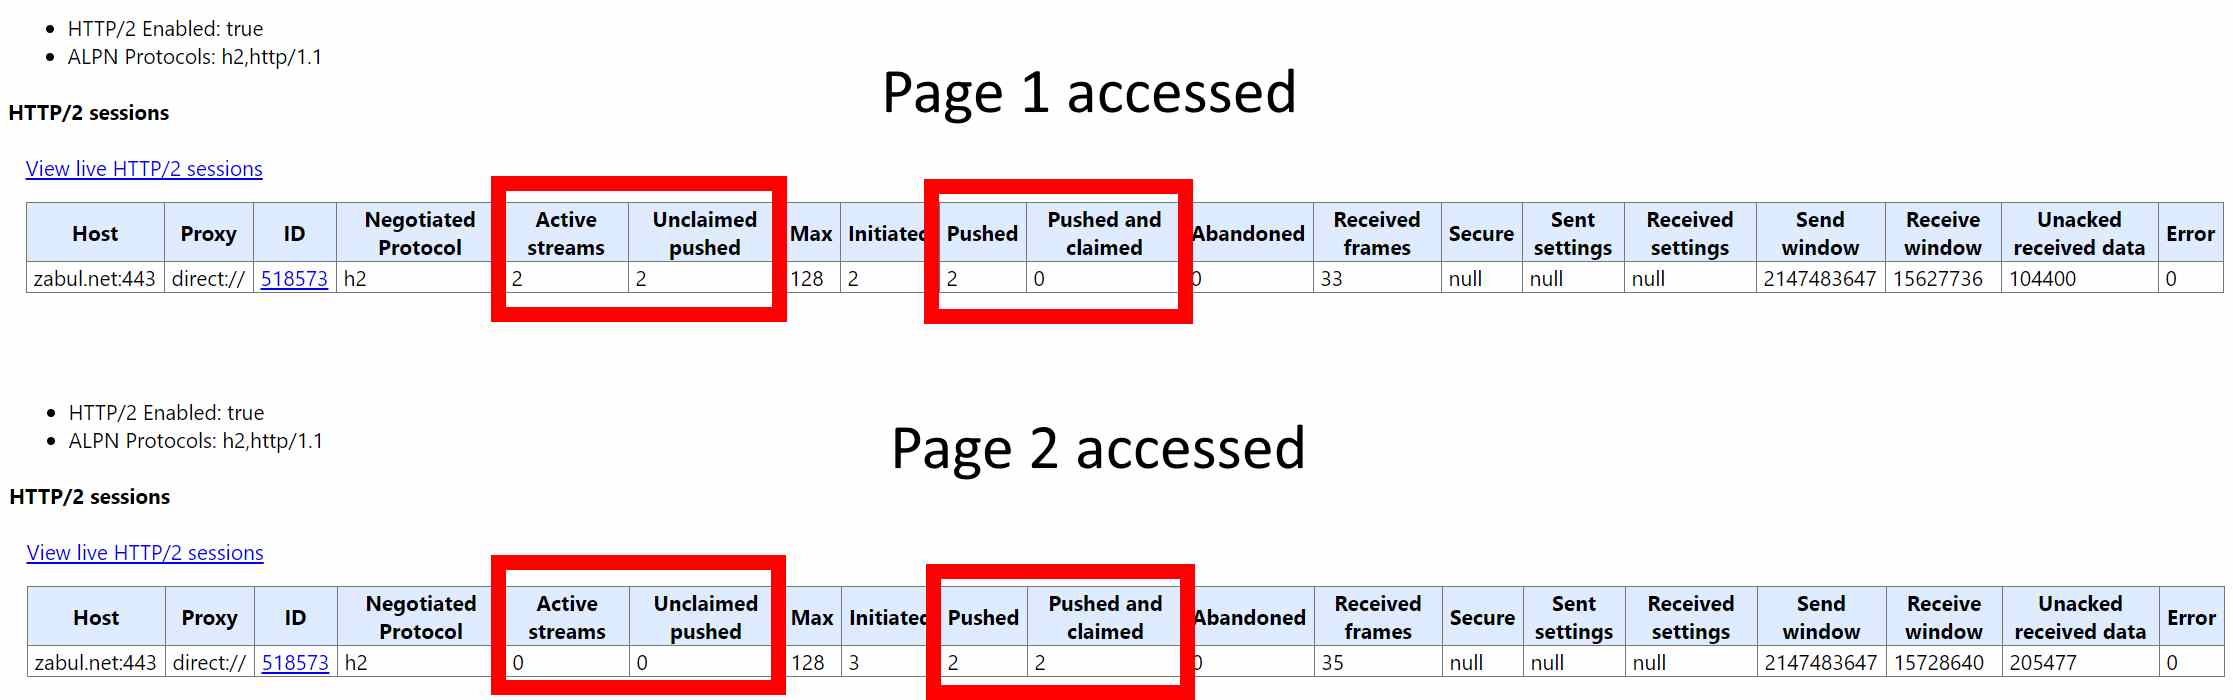 HTTP/2 Enabled: true
ALPN Protocols: h2,http/1.1
Page 1 accessed
HTTP/2 sessions
View live HTTP/2 sessions
Host Proxy ID Negotiated Protocol Active streams Unclaimed pushed Max Initiated Pushed Pushed and claimed Abandoned Received frames Secure Sent settings Received settings Send window Receive window Unacked received data Error
zabul.net:443 direct:// 518573 h2 2 2 128 2 2 0 0 33 null null null 2147483647 15627736 104400 0
HTTP/2 Enabled: true
ALPN Protocols: h2,http/1.1
Page 2 accessed
HTTP/2 sessions
View live HTTP/2 sessions
Host Proxy ID Negotiated Protocol Active streams Unclaimed pushed Max Initiated Pushed Pushed and claimed Abandoned Received frames Secure Sent settings Received settings Send window Receive window Unacked received data Error
zabul.net:443 direct:// 518573 h2 0 0 128 3 2 2 0 35 null null null 2147483647 15728640 205477 0